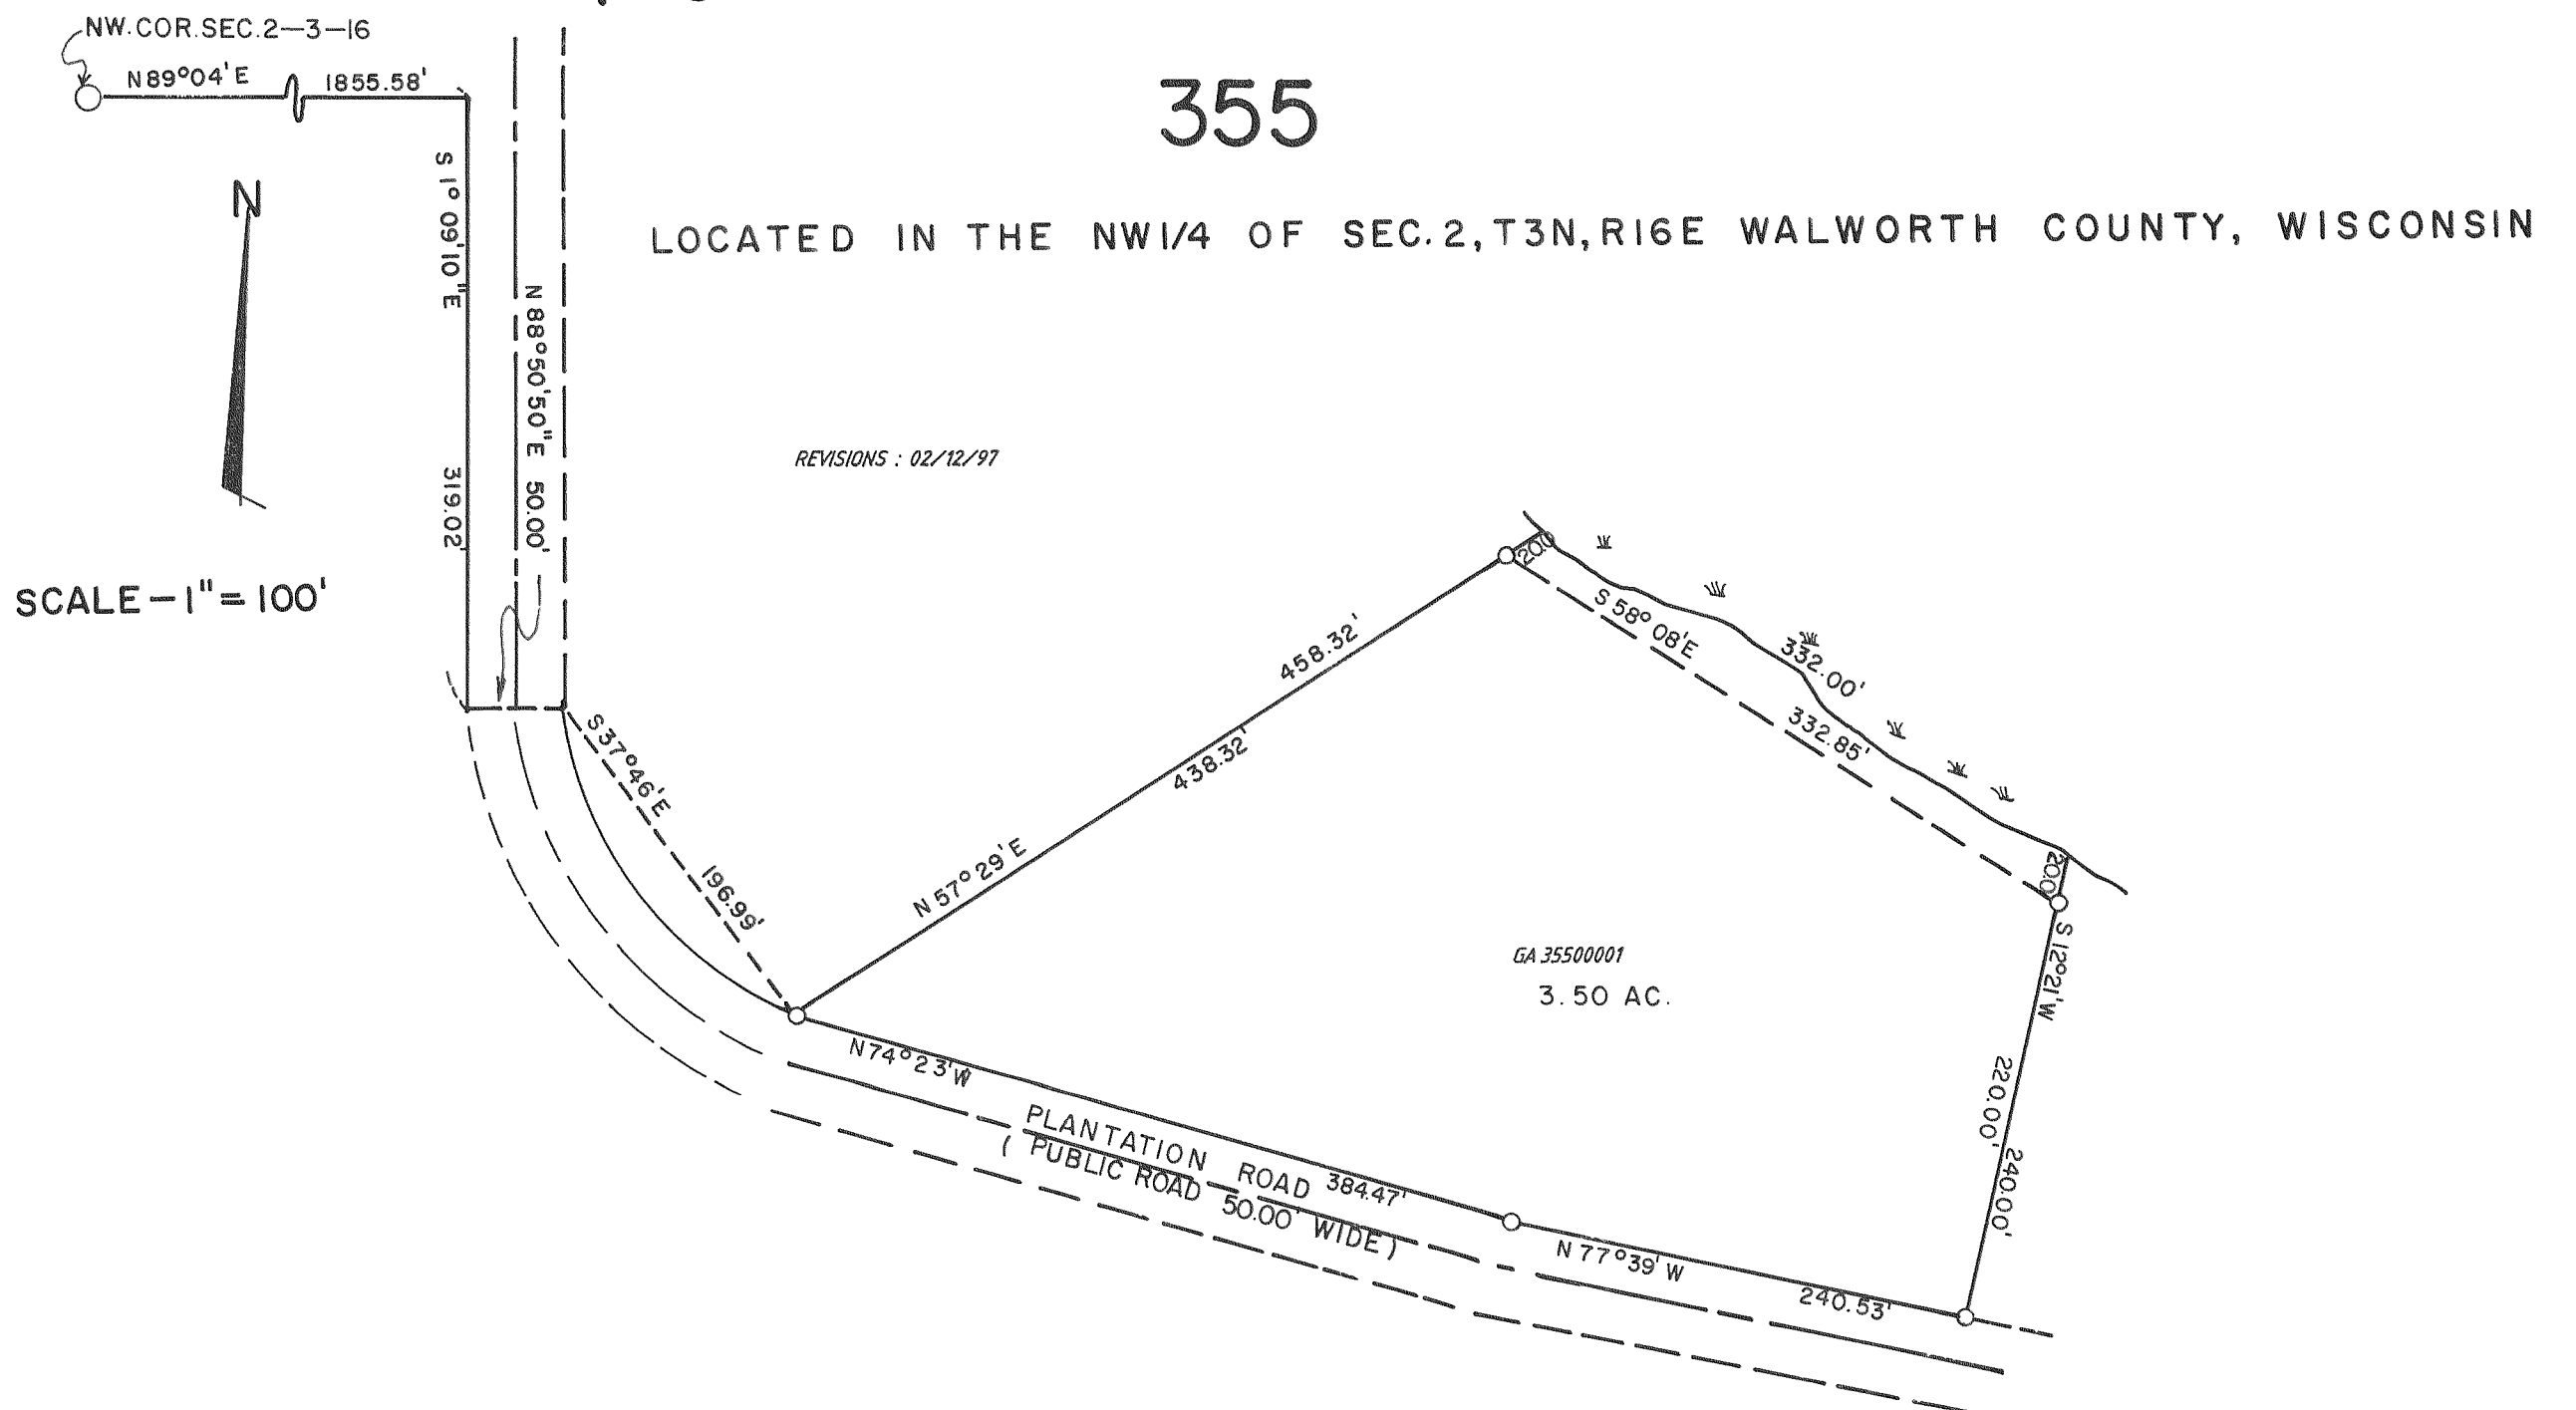 NW.COR.SEC.2-3-16
N89°04'E 1855.58'
355
N
S 1° 09'10"E 319.02'
LOCATED IN THE NW1/4 OF SEC.2,T3N,R16E WALWORTH COUNTY, WISCONSIN
N 88°50'50"E 50.00'
REVISIONS : 02/12/97
SCALE-1"=100'
20.0
S 58° 08'E
332.00'
332.85'
458.32'
438.32'
N 57° 29'E
S37°46'E
196.99'
20.0
S 12°21'W
220.00'
240.00'
GA 35500001
3.50 AC.
N74°23'W
384.47'
PLANTATION ROAD
( PUBLIC ROAD 50.00' WIDE)
N 77°39'W
240.53'